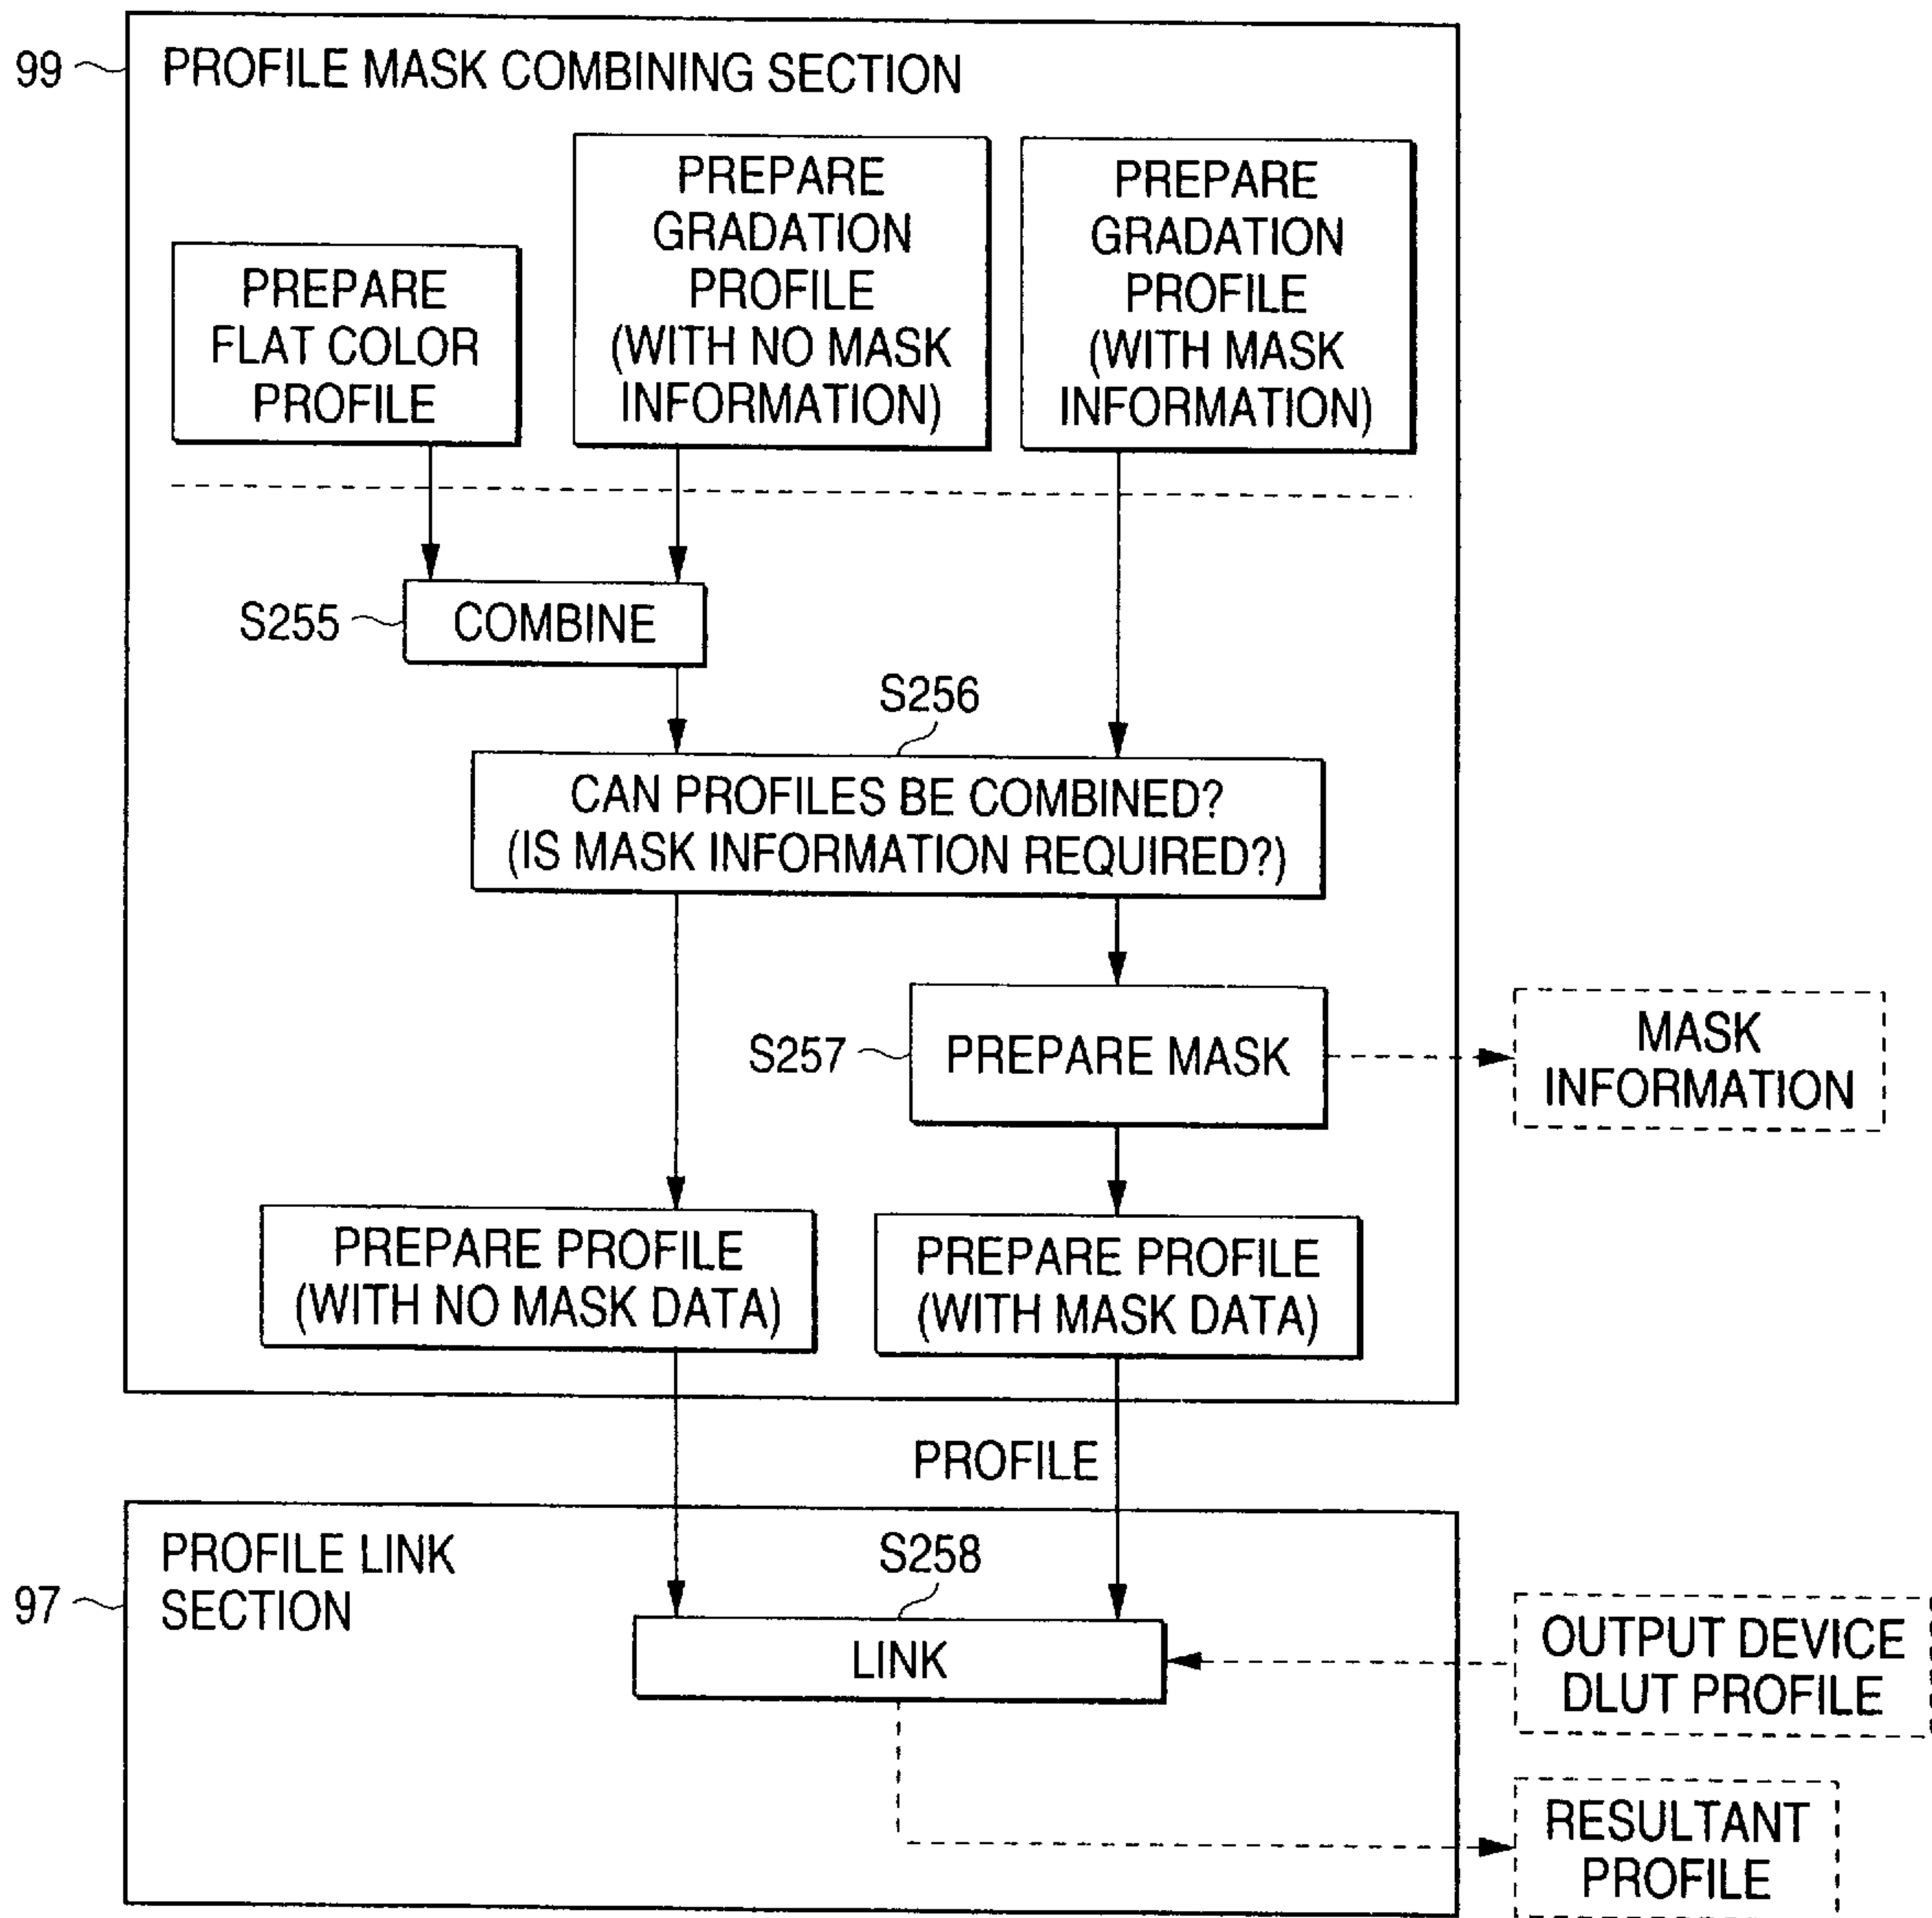 99
PROFILE MASK COMBINING SECTION
PREPARE
FLAT COLOR
PROFILE
PREPARE
GRADATION
PROFILE
(WITH NO MASK
INFORMATION)
PREPARE
GRADATION
PROFILE
(WITH MASK
INFORMATION)
S255
COMBINE
S256
CAN PROFILES BE COMBINED?
(IS MASK INFORMATION REQUIRED?)
S257
PREPARE MASK
MASK
INFORMATION
PREPARE PROFILE
(WITH NO MASK DATA)
PREPARE PROFILE
(WITH MASK DATA)
PROFILE
97
PROFILE LINK
SECTION
S258
LINK
OUTPUT DEVICE
DLUT PROFILE
RESULTANT
PROFILE